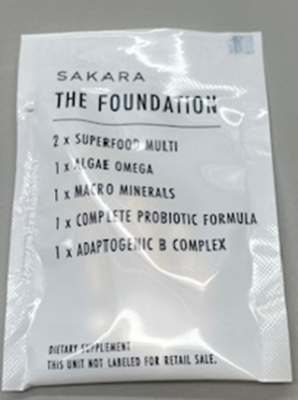 SAKARA
THE FOUNDATION
2 x SUPERFOOD MULTI
1 x ALGAE OMEGA
1 x MACRO MINERALS
1 x COMPLETE PROBIOTIC FORMULA
1 x ADAPTOGENIC B COMPLEX
DIETARY SUPPLEMENT
THIS UNIT NOT LABELED FOR RETAIL SALE.